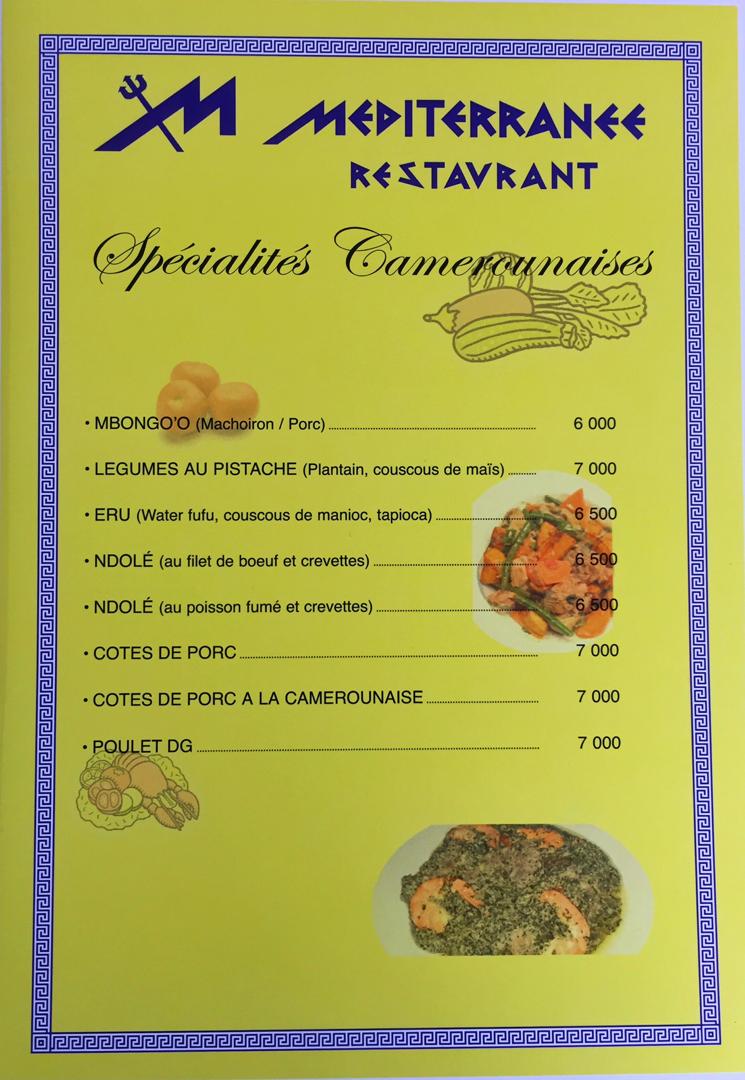 M MEDITERRANEE
RESTAVRANT
Spécialités Camerounaises
• MBONGO'O (Machoiron / Porc) ........ 6 000
• LEGUMES AU PISTACHE (Plantain, couscous de maïs) ........ 7 000
• ERU (Water fufu, couscous de manioc, tapioca) ........ 6 500
• NDOLÉ (au filet de boeuf et crevettes) ........ 6 500
• NDOLÉ (au poisson fumé et crevettes) ........ 6 500
• COTES DE PORC ........ 7 000
• COTES DE PORC A LA CAMEROUNAISE ........ 7 000
• POULET DG ........ 7 000